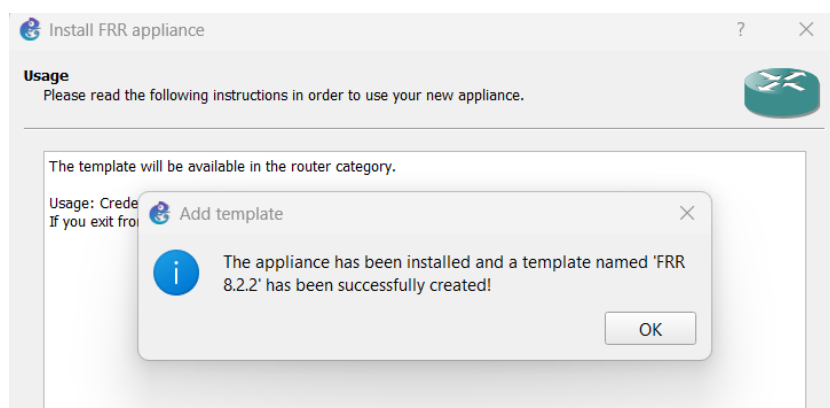 Install FRR appliance
?
Usage
Please read the following instructions in order to use your new appliance.
The template will be available in the router category.
Usage: Crede
If you exit fro
Add template
The appliance has been installed and a template named 'FRR
8.2.2' has been successfully created!
i
OK